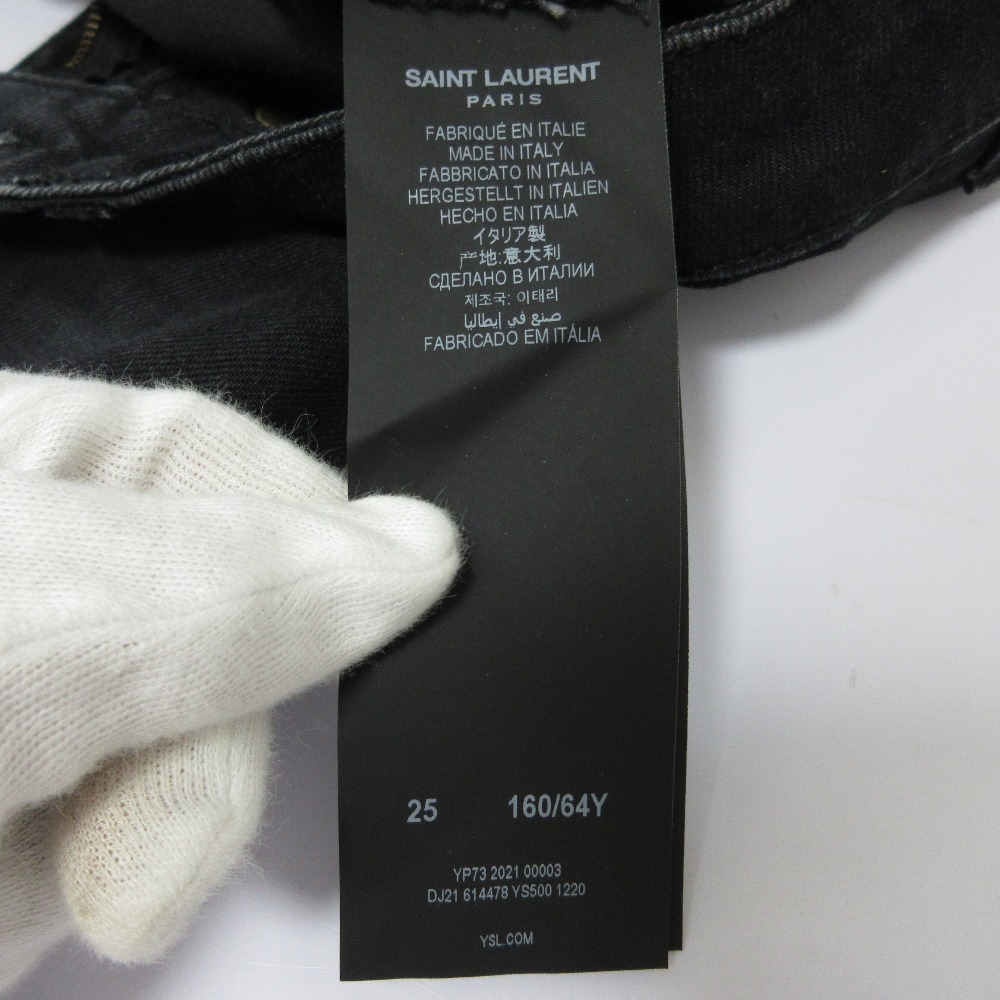 SAINT LAURENT
PARIS
FABRIQUÉ EN ITALIE
MADE IN ITALY
FABBRICATO IN ITALIA
HERGESTELLT IN ITALIEN
HECHO EN ITALIA
イタリア製
产地:意大利
СДЕЛАНО В ИТАЛИИ
제조국: 이태리
صنع في إيطاليا
FABRICADO EM ITÁLIA
25 160/64Y
YP73 2021 00003
DJ21 614478 YS500 1220
YSL.COM